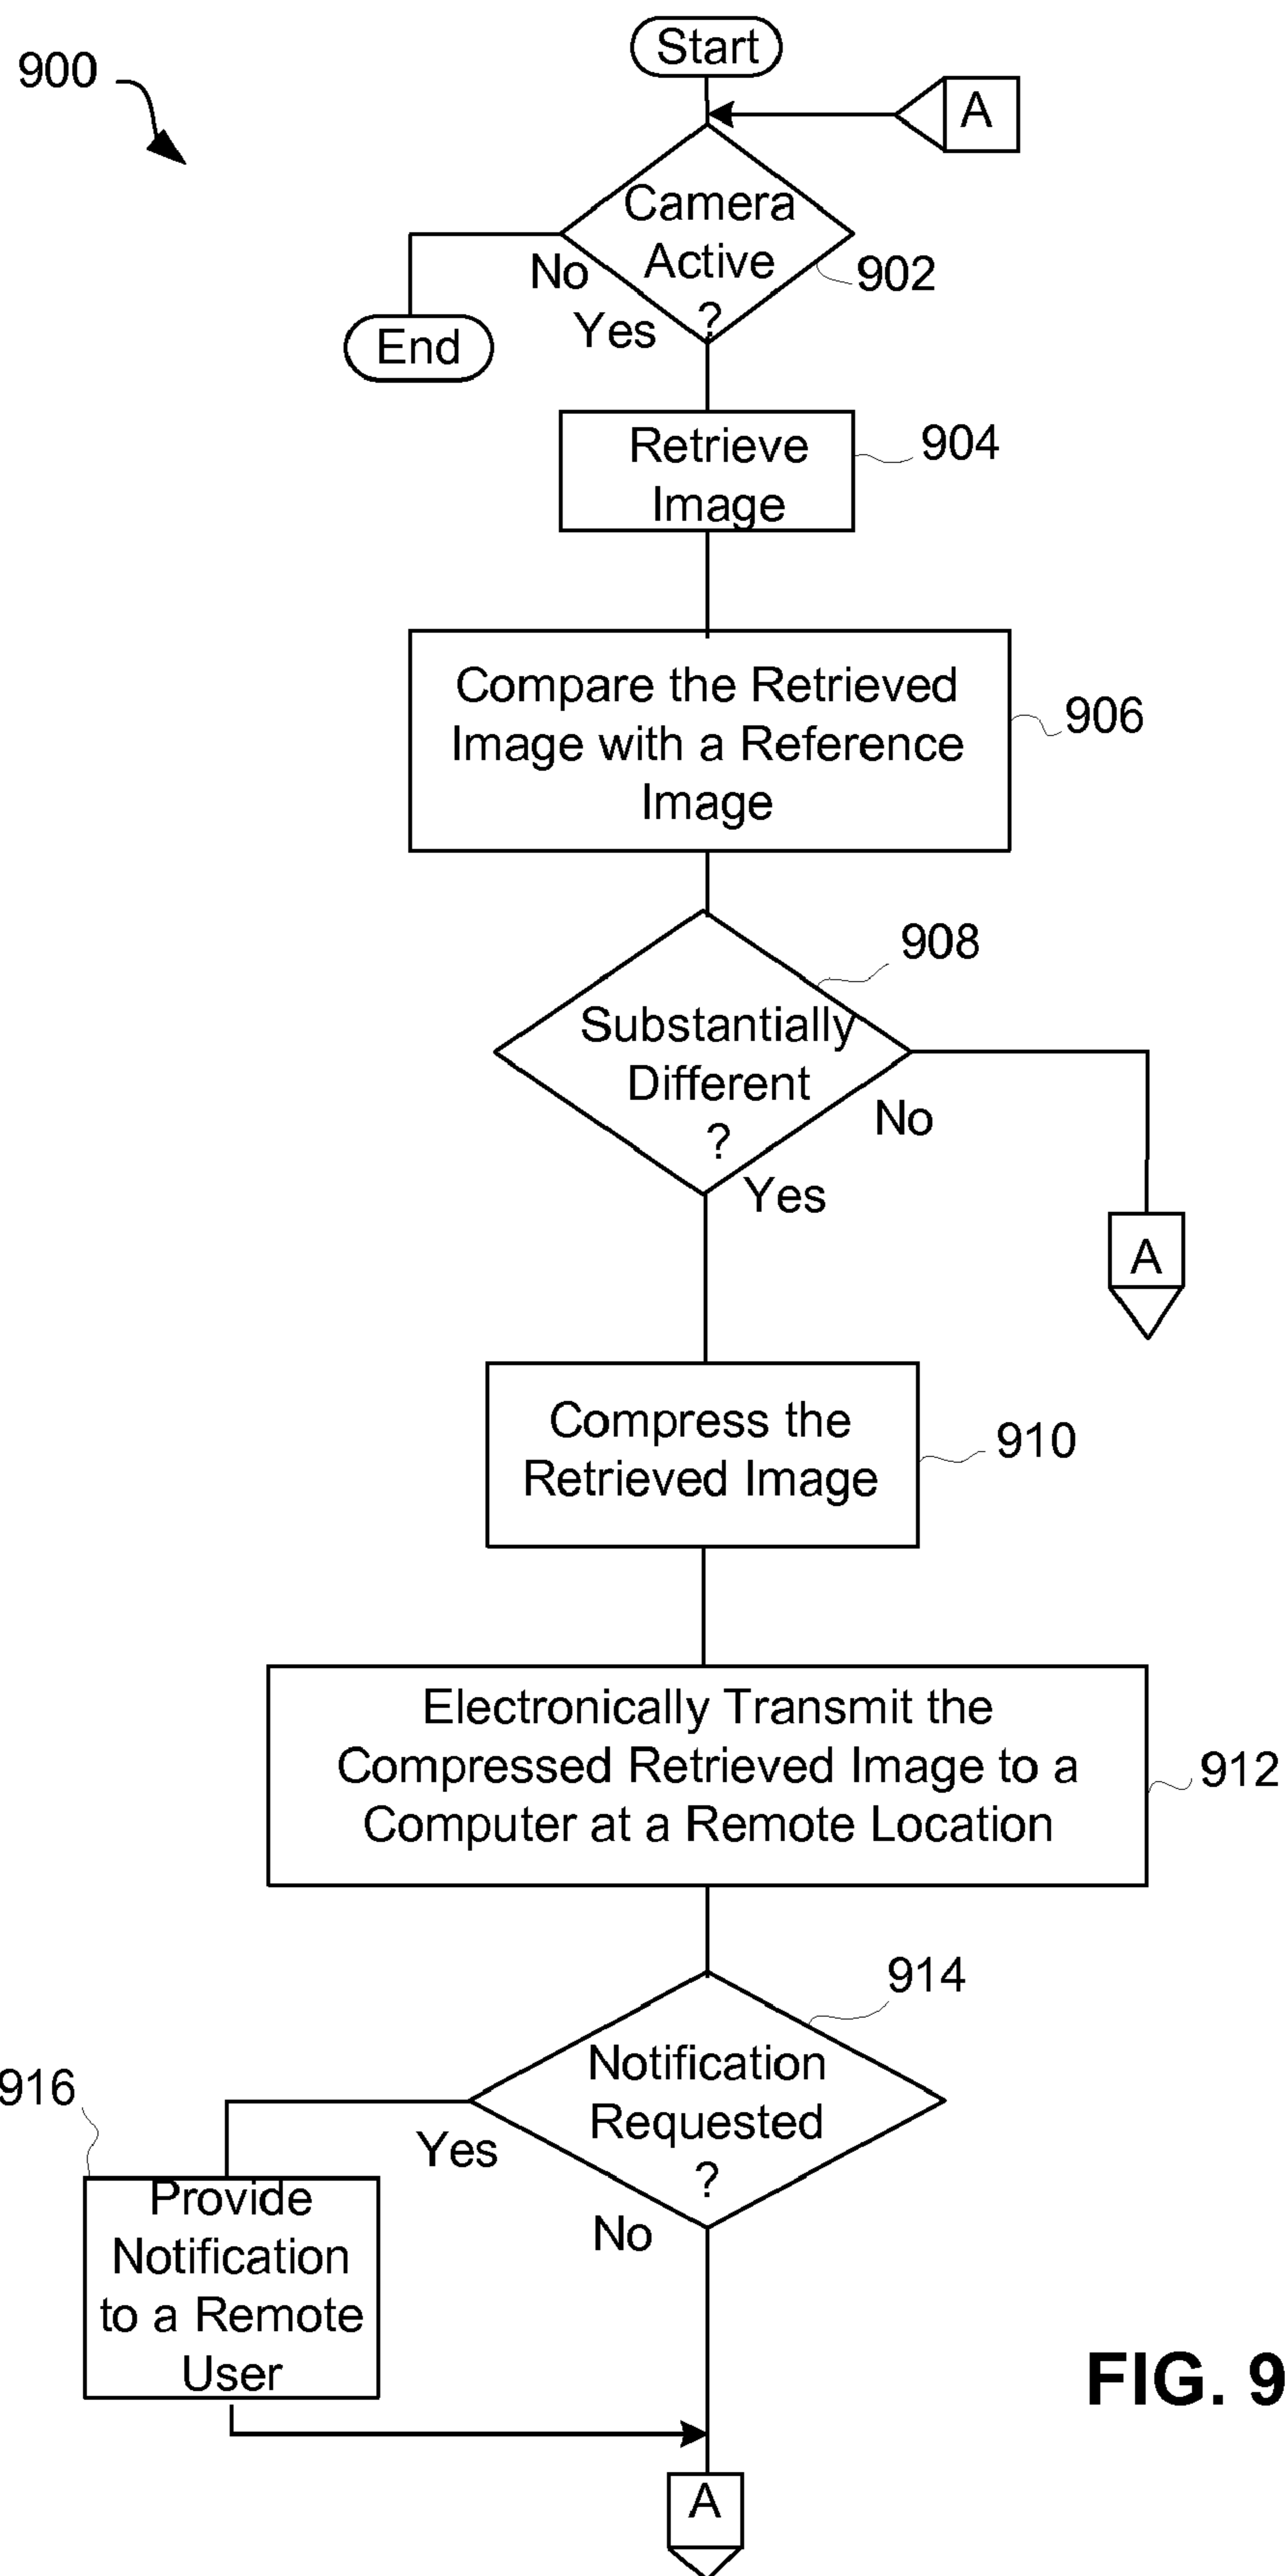 Start
900
A
Camera
Active
?
902
No
Yes
End
Retrieve
Image
904
Compare the Retrieved
Image with a Reference
Image
906
908
Substantially
Different
?
No
Yes
A
Compress the
Retrieved Image
910
Electronically Transmit the
Compressed Retrieved Image to a
Computer at a Remote Location
912
914
Notification
Requested
?
916
Yes
No
Provide
Notification
to a Remote
User
FIG. 9
A